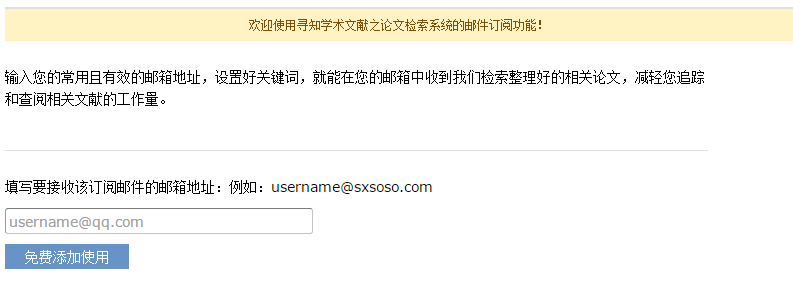 欢迎使用寻知学术文献之论文检索系统的邮件订阅功能！
输入您的常用且有效的邮箱地址，设置好关键词，就能在您的邮箱中收到我们检索整理好的相关论文，减轻您追踪
和查阅相关文献的工作量。
填写要接收该订阅邮件的邮箱地址：例如：username@sxsoso.com
username@qq.com
免费添加使用